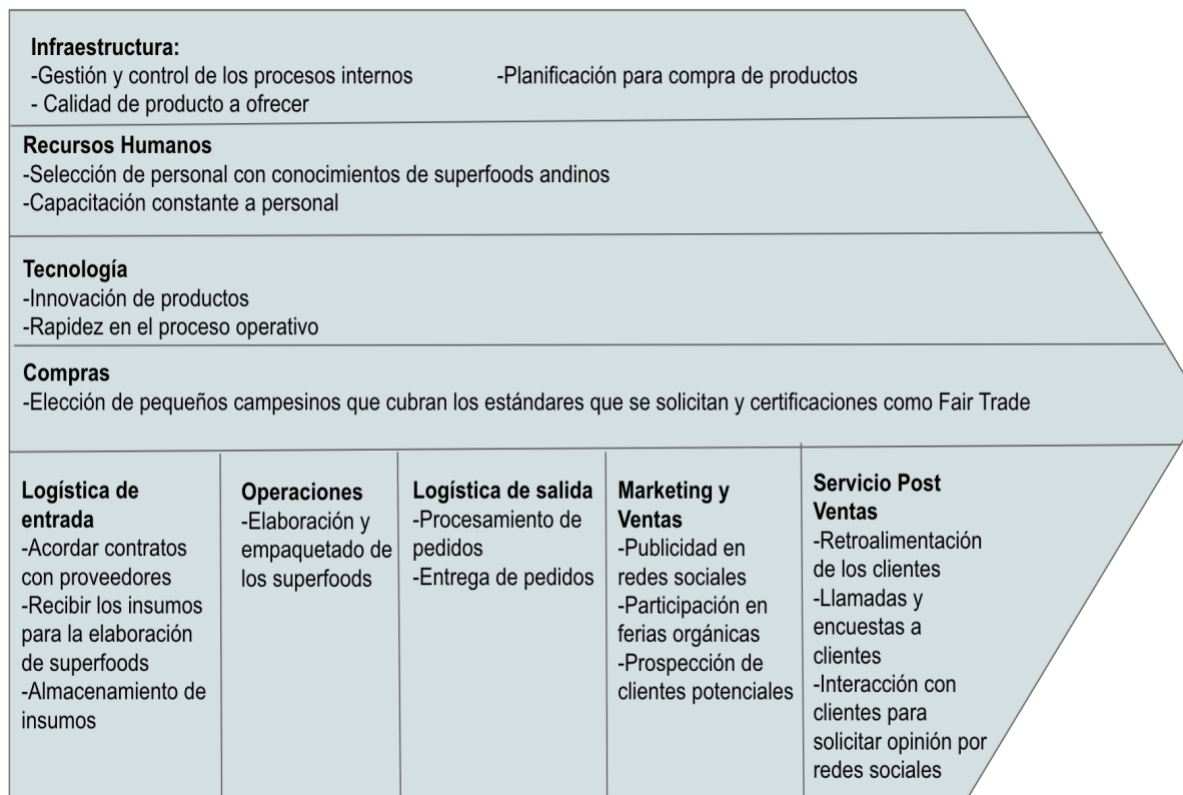 Infraestructura:
-Gestión y control de los procesos internos
-Planificación para compra de productos
- Calidad de producto a ofrecer
Recursos Humanos
-Selección de personal con conocimientos de superfoods andinos
-Capacitación constante a personal
Tecnología
-Innovación de productos
-Rapidez en el proceso operativo
Compras
-Elección de pequeños campesinos que cubran los estándares que se solicitan y certificaciones como Fair Trade
Logística de
entrada
-Acordar contratos
con proveedores
-Recibir los insumos
para la elaboración
de superfoods
-Almacenamiento de
insumos
Operaciones
-Elaboración y
empaquetado de
los superfoods
Logística de salida
-Procesamiento de
pedidos
-Entrega de pedidos
Marketing y
Ventas
-Publicidad en
redes sociales
-Participación en
ferias orgánicas
-Prospección de
clientes potenciales
Servicio Post
Ventas
-Retroalimentación
de los clientes
-Llamadas y
encuestas a
clientes
-Interacción con
clientes para
solicitar opinión por
redes sociales